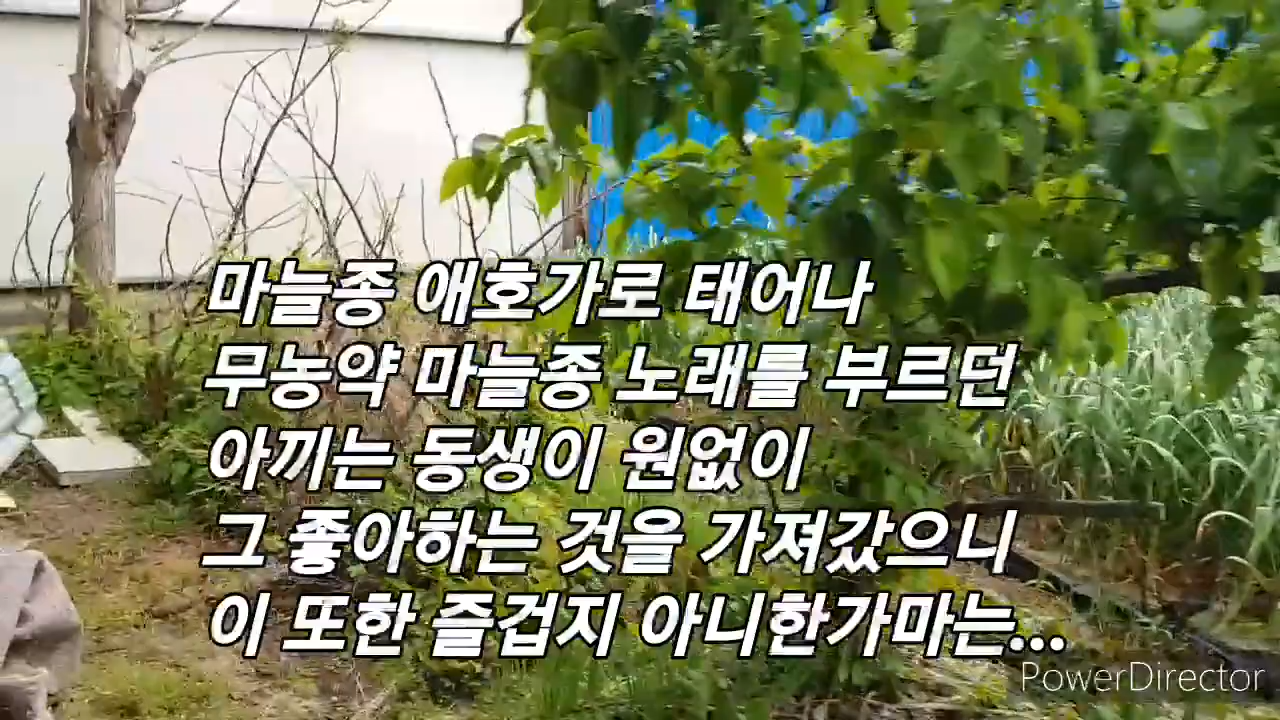 마늘종 애호가로 태어나
무농약 마늘종 노래를 부르던
아끼는 동생이 원없이
그 좋아하는 것을 가져갔으니
이 또한 즐겁지 아니한가마는...
PowerDirector